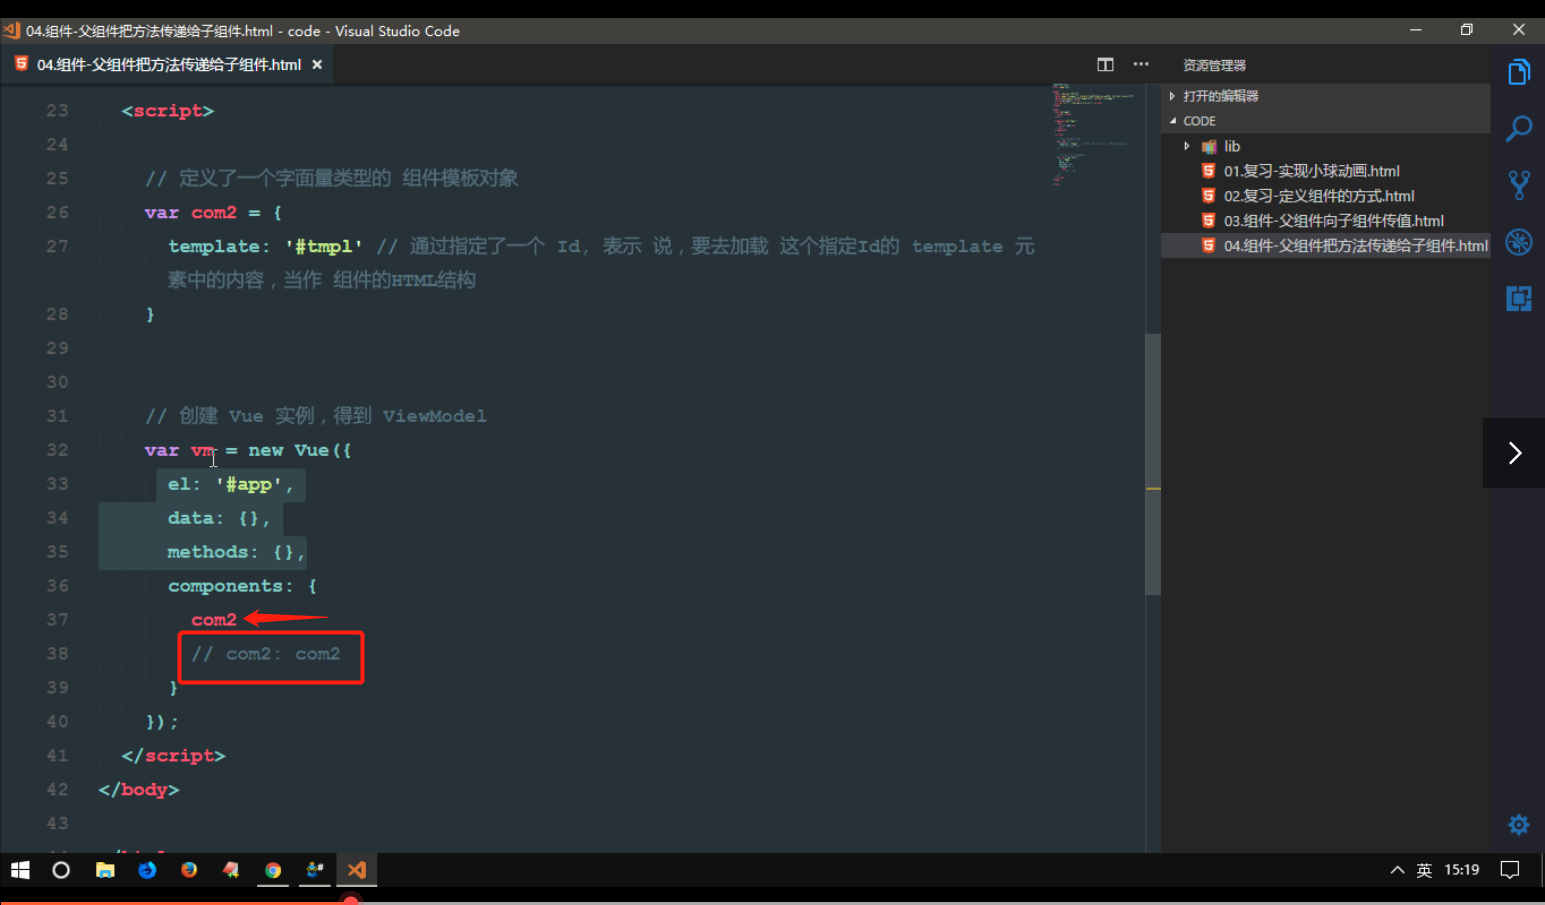 04.组件-父组件把方法传递给子组件.html - code - Visual Studio Code
04.组件-父组件把方法传递给子组件.html ×
23 <script>
24
25 // 定义了一个字面量类型的 组件模板对象
26 var com2 = {
27 template: '#tmpl' // 通过指定了一个 Id, 表示 说，要去加载 这个指定Id的 template 元
素中的内容，当作 组件的HTML结构
28 }
29
30
31 // 创建 Vue 实例，得到 ViewModel
32 var vm = new Vue({
33 el: '#app',
34 data: {},
35 methods: {},
36 components: {
37 com2
38 // com2: com2
39 }
40 });
41 </script>
42 </body>
43
资源管理器
打开的编辑器
CODE
lib
01.复习-实现小球动画.html
02.复习-定义组件的方式.html
03.组件-父组件向子组件传值.html
04.组件-父组件把方法传递给子组件.html
英 15:19